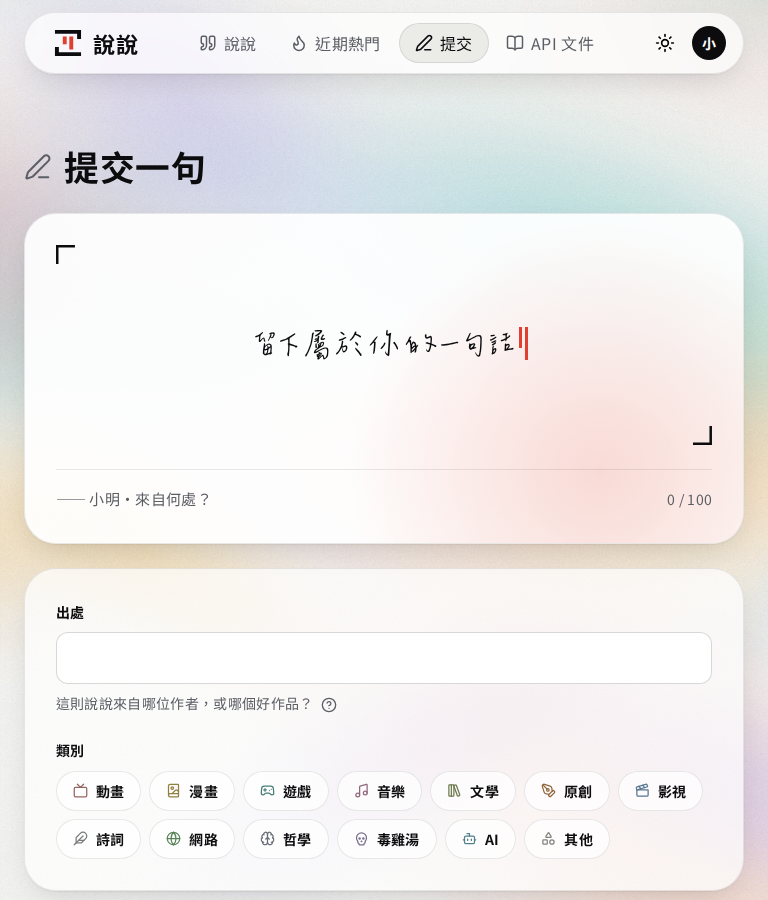 說說
說說
近期熱門
提交
API 文件
小
提交一句
留下屬於你的一句話
小明・來自何處？
0 / 100
出處
這則說說來自哪位作者，或哪個好作品？
類別
動畫 漫畫 遊戲 音樂 文學 原創 影視
詩詞 網路 哲學 毒雞湯 AI 其他